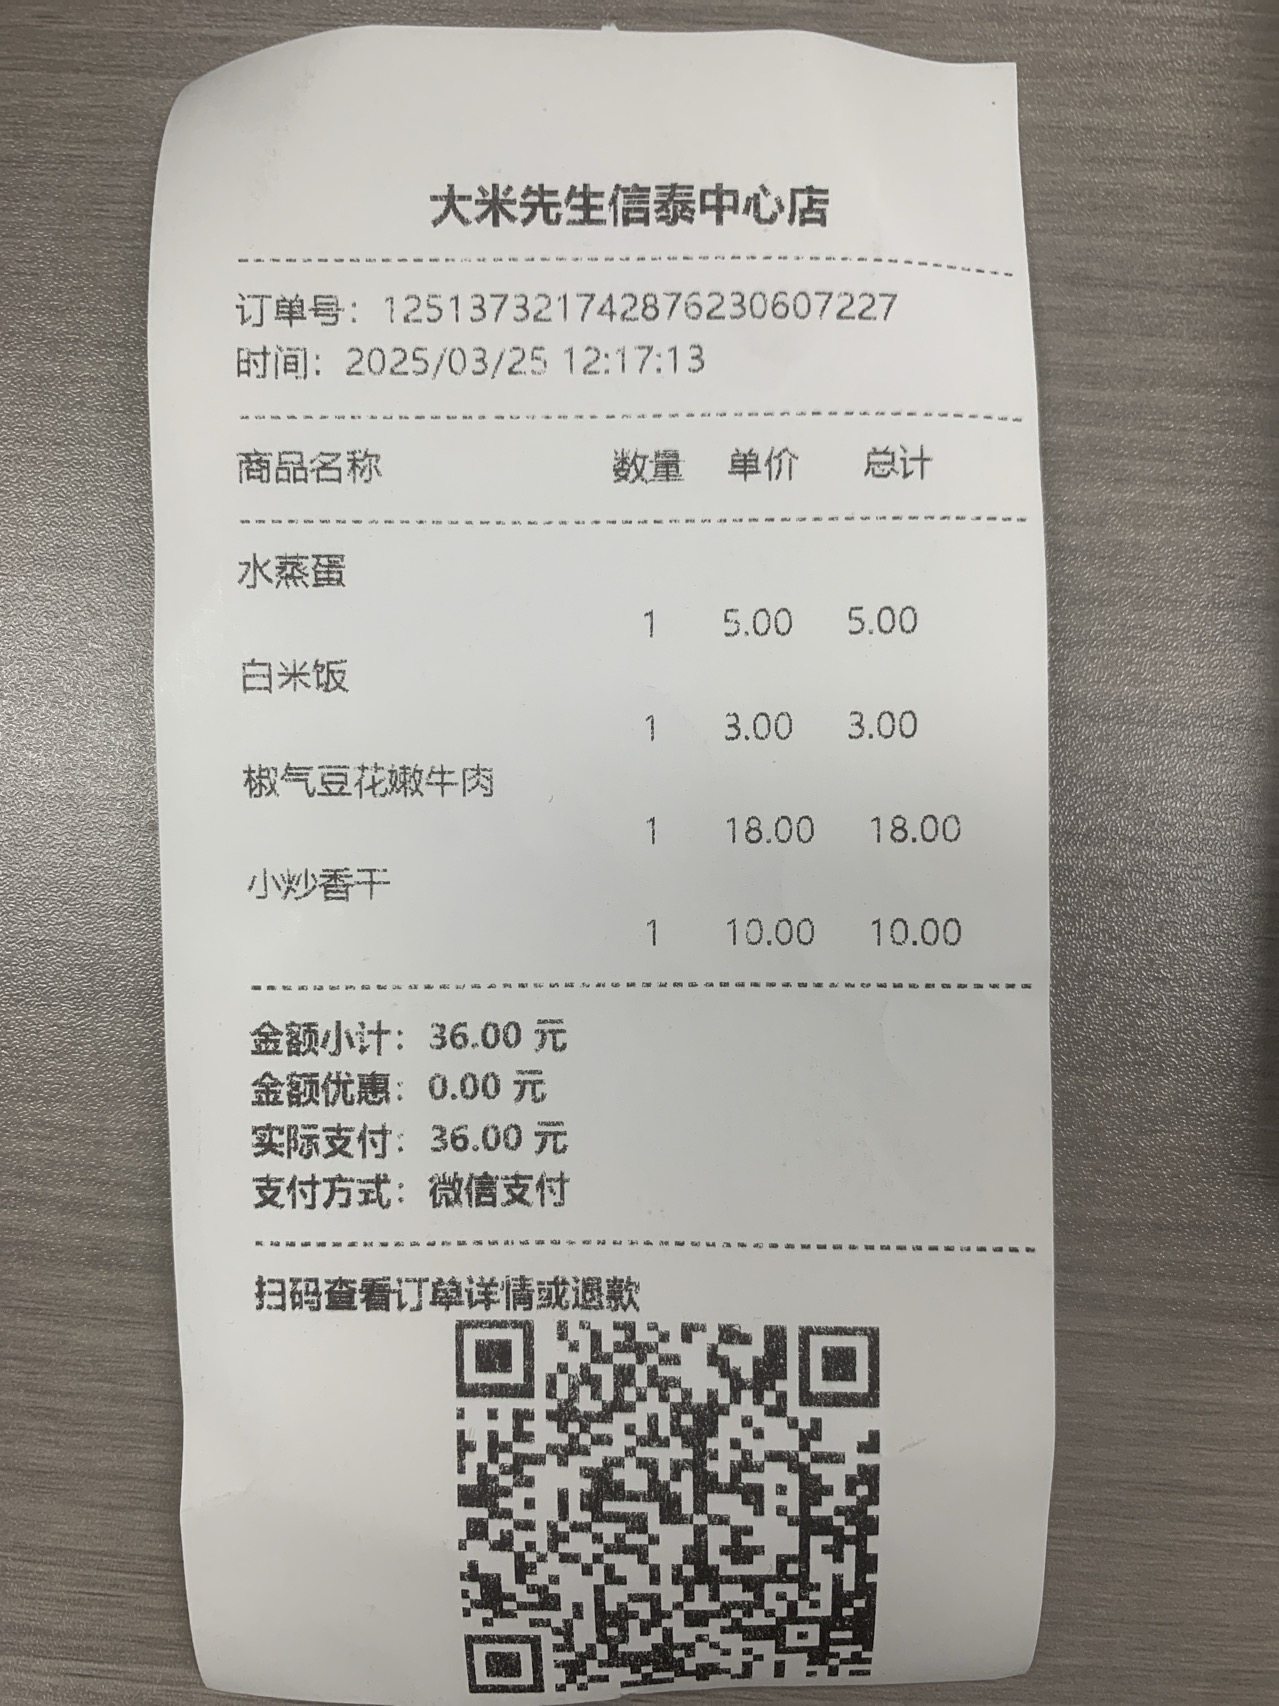 大米先生信泰中心店
订单号：1251373217428762306​07227
时间：2025/03/25 12:17:13
商品名称 数量 单价 总计
水蒸蛋
1 5.00 5.00
白米饭
1 3.00 3.00
椒气豆花嫩牛肉
1 18.00 18.00
小炒香干
1 10.00 10.00
金额小计：36.00 元
金额优惠：0.00 元
实际支付：36.00 元
支付方式：微信支付
扫码查看订单详情或退款